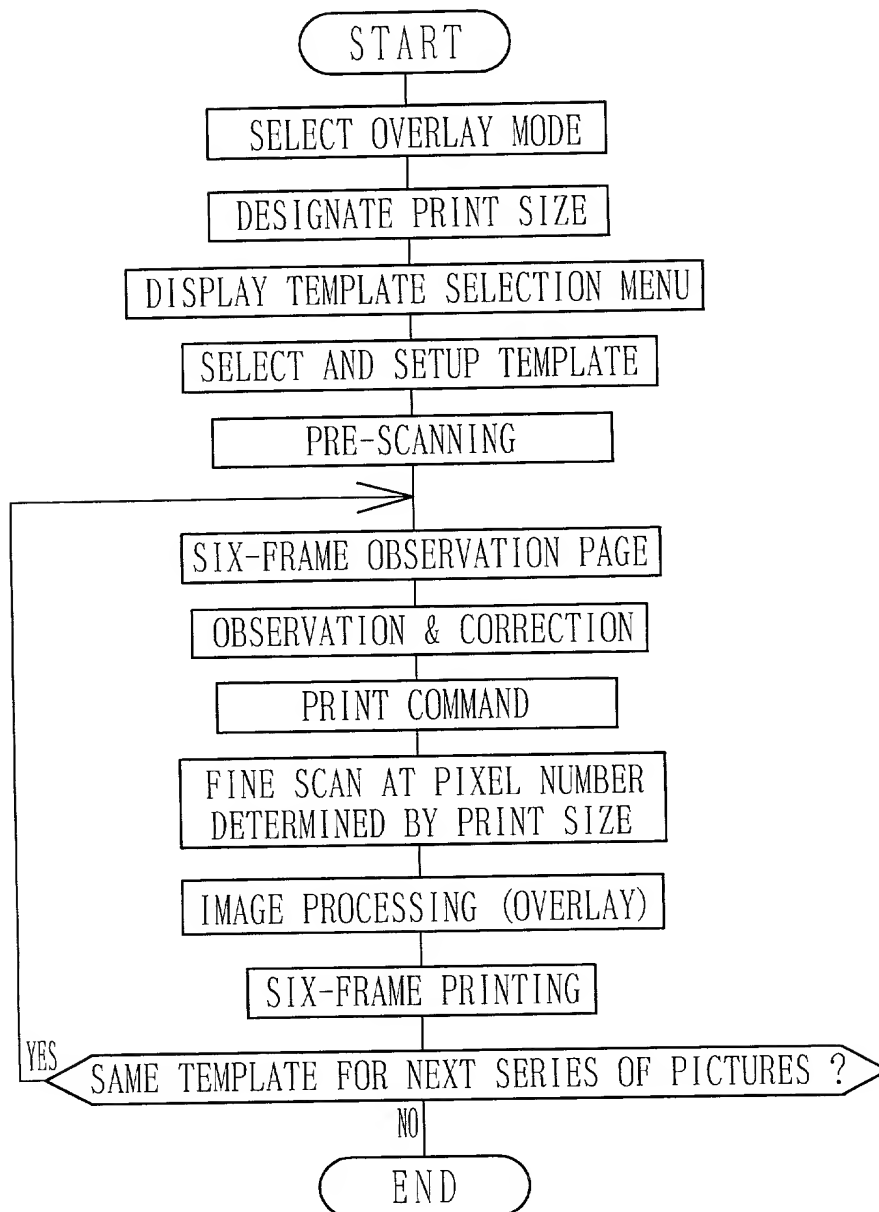 START
SELECT OVERLAY MODE
DESIGNATE PRINT SIZE
DISPLAY TEMPLATE SELECTION MENU
SELECT AND SETUP TEMPLATE
PRE-SCANNING
SIX-FRAME OBSERVATION PAGE
OBSERVATION & CORRECTION
PRINT COMMAND
FINE SCAN AT PIXEL NUMBER
DETERMINED BY PRINT SIZE
IMAGE PROCESSING (OVERLAY)
SIX-FRAME PRINTING
YES
SAME TEMPLATE FOR NEXT SERIES OF PICTURES ?
NO
END